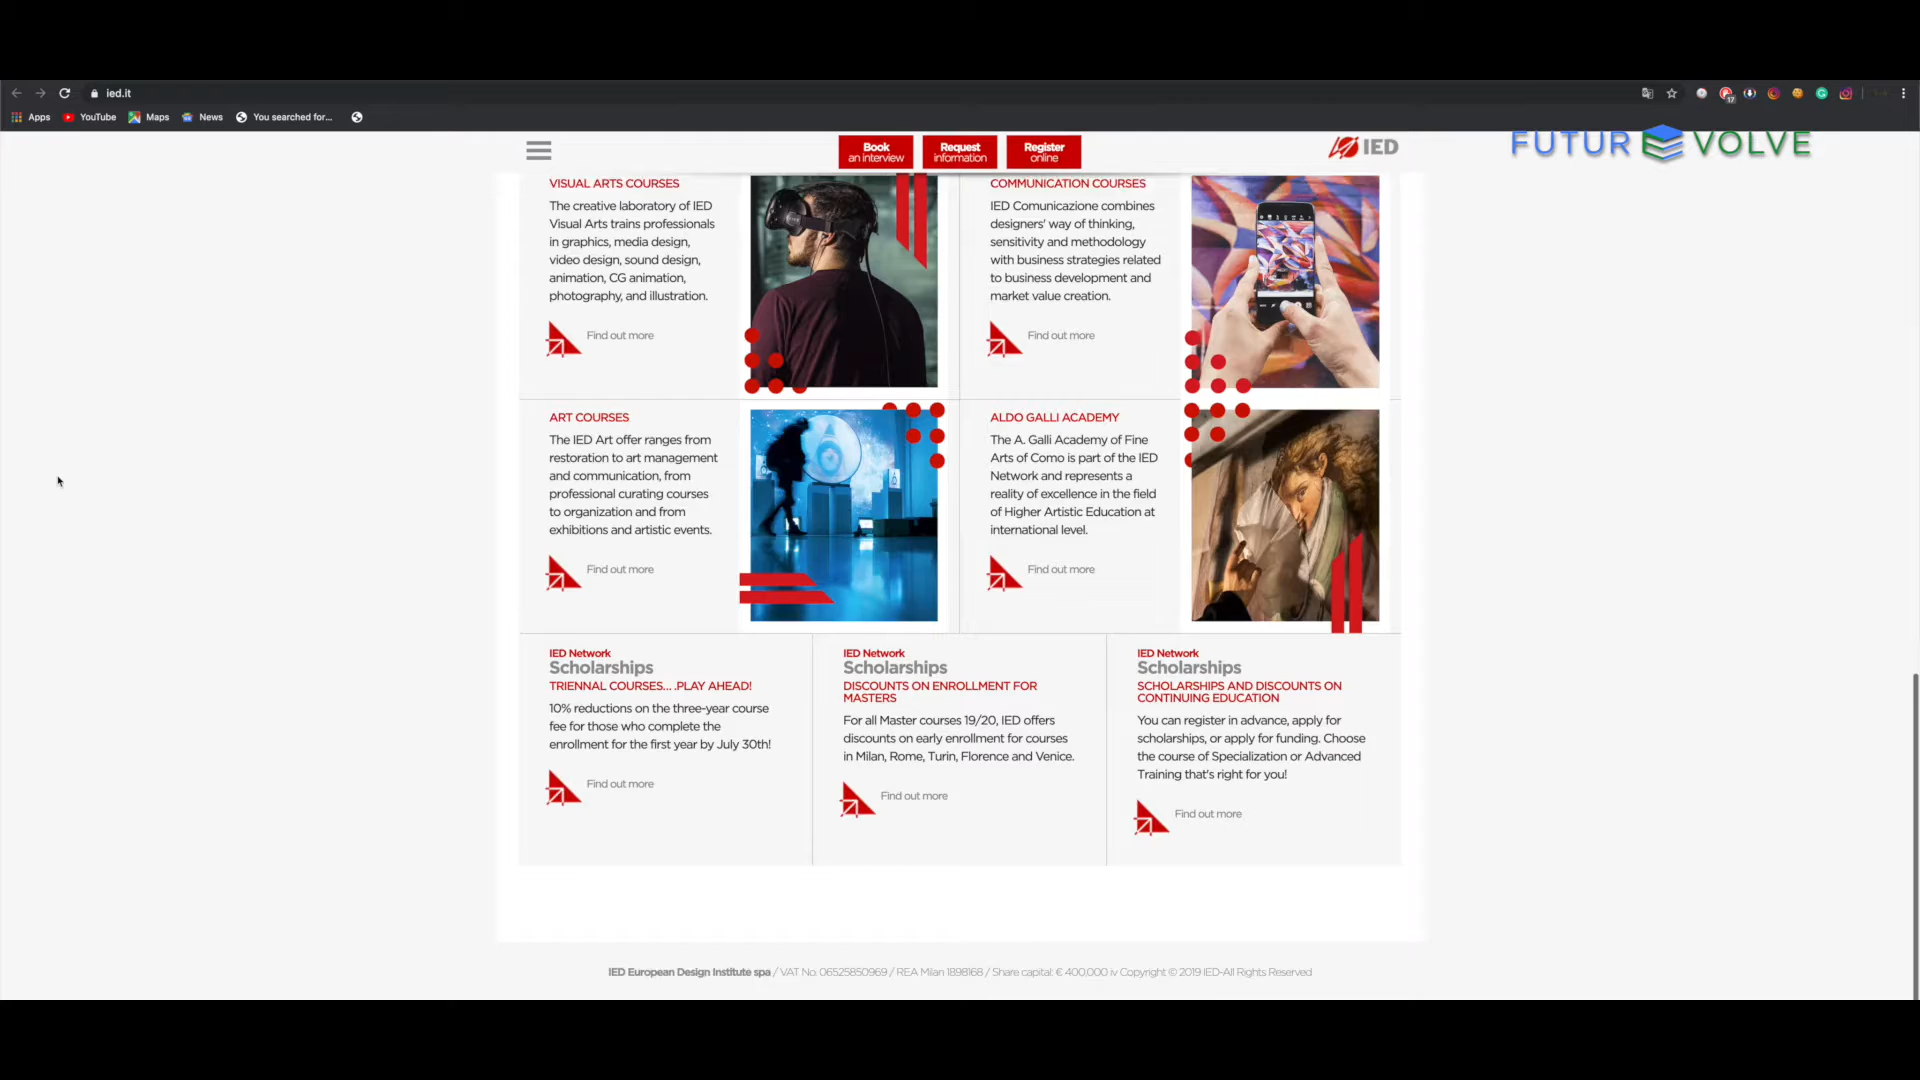 ied.it
Apps YouTube Maps News You searched for...
Book
an interview
Request
information
Register
online
IED
FUTUR VOLVE
VISUAL ARTS COURSES
The creative laboratory of IED
Visual Arts trains professionals
in graphics, media design,
video design, sound design,
animation, CG animation,
photography, and illustration.
Find out more
COMMUNICATION COURSES
IED Comunicazione combines
designers' way of thinking,
sensitivity and methodology
with business strategies related
to business development and
market value creation.
Find out more
ART COURSES
The IED Art offer ranges from
restoration to art management
and communication, from
professional curating courses
to organization and from
exhibitions and artistic events.
Find out more
ALDO GALLI ACADEMY
The A. Galli Academy of Fine
Arts of Como is part of the IED
Network and represents a
reality of excellence in the field
of Higher Artistic Education at
international level.
Find out more
IED Network
Scholarships
TRIENNAL COURSES... .PLAY AHEAD!
10% reductions on the three-year course
fee for those who complete the
enrollment for the first year by July 30th!
Find out more
IED Network
Scholarships
DISCOUNTS ON ENROLLMENT FOR
MASTERS
For all Master courses 19/20, IED offers
discounts on early enrollment for courses
in Milan, Rome, Turin, Florence and Venice.
Find out more
IED Network
Scholarships
SCHOLARSHIPS AND DISCOUNTS ON
CONTINUING EDUCATION
You can register in advance, apply for
scholarships, or apply for funding. Choose
the course of Specialization or Advanced
Training that's right for you!
Find out more
IED European Design Institute spa / VAT No. 06525850969 / REA Milan 1898168 / Share capital: € 400,000 iv Copyright © 2019 IED-All Rights Reserved